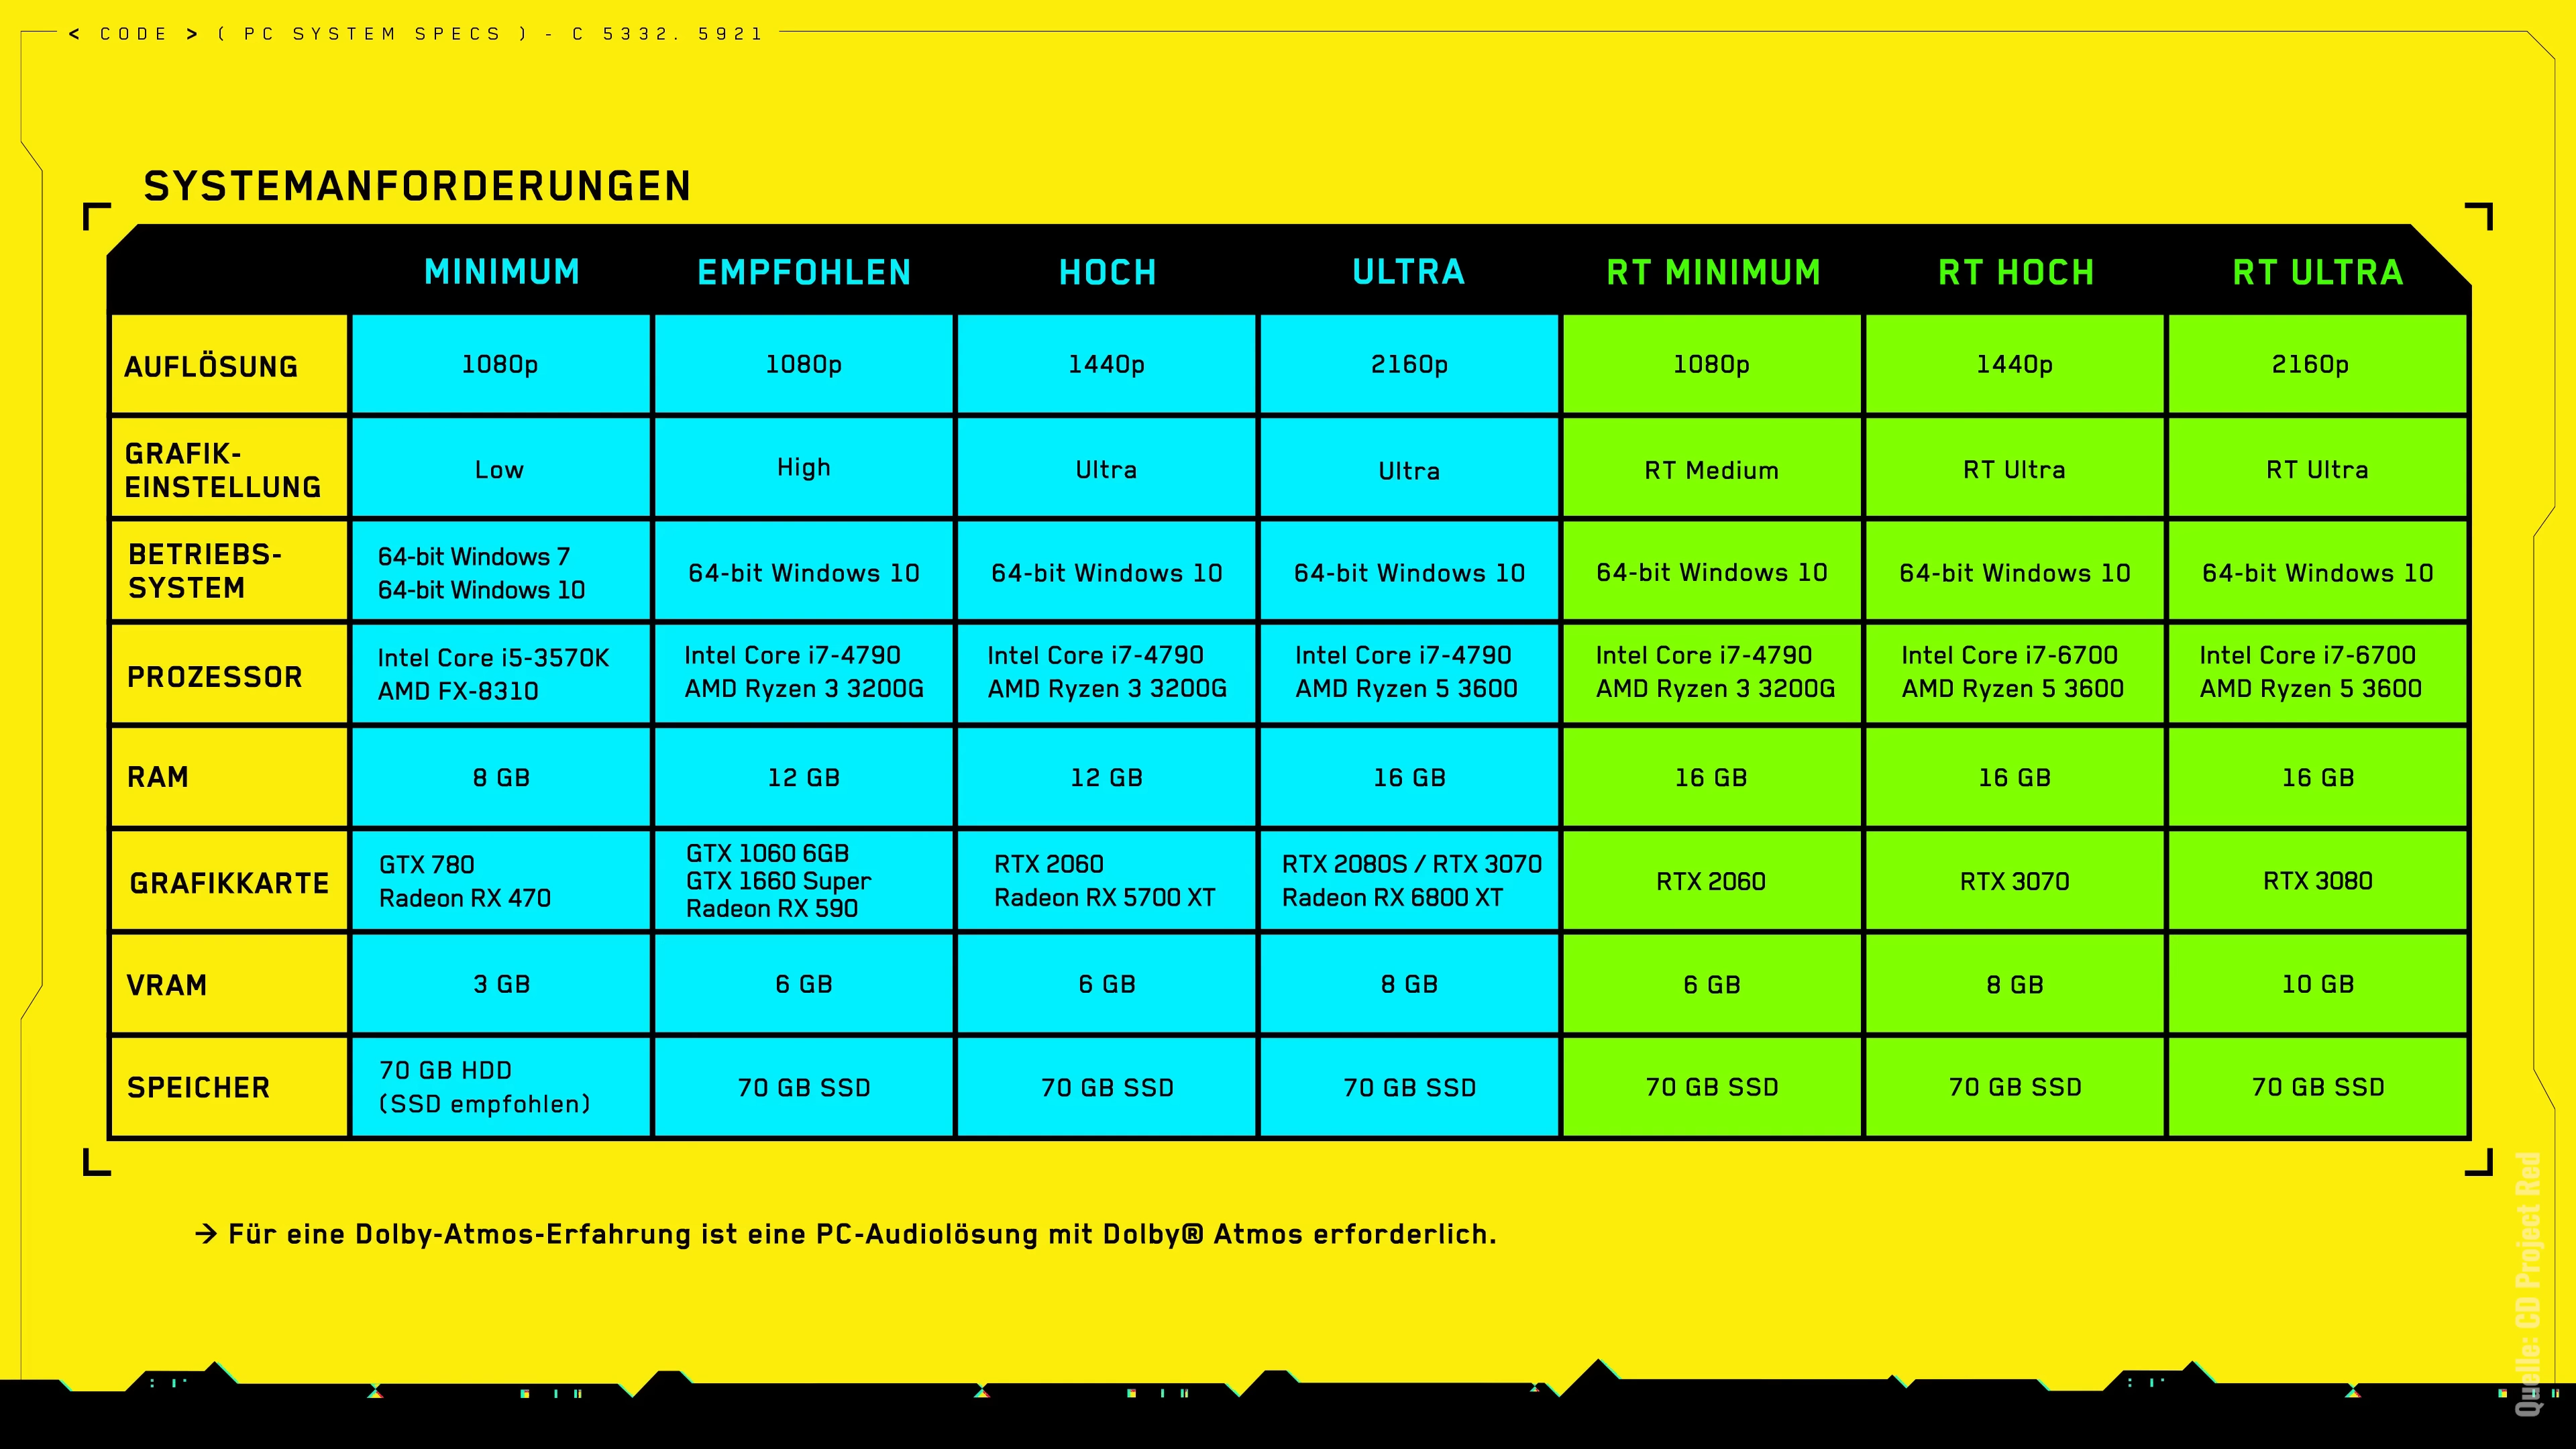 < CODE > ( PC SYSTEM SPECS ) - C 5332. 5921
SYSTEMANFORDERUNGEN
MINIMUM EMPFOHLEN HOCH ULTRA RT MINIMUM RT HOCH RT ULTRA
AUFLÖSUNG 1080p 1080p 1440p 2160p 1080p 1440p 2160p
GRAFIK-
EINSTELLUNG Low High Ultra Ultra RT Medium RT Ultra RT Ultra
BETRIEBS-
SYSTEM
64-bit Windows 7
64-bit Windows 10
64-bit Windows 10
64-bit Windows 10
64-bit Windows 10
64-bit Windows 10
64-bit Windows 10
64-bit Windows 10
PROZESSOR
Intel Core i5-3570K
AMD FX-8310
Intel Core i7-4790
AMD Ryzen 3 3200G
Intel Core i7-4790
AMD Ryzen 3 3200G
Intel Core i7-4790
AMD Ryzen 5 3600
Intel Core i7-4790
AMD Ryzen 3 3200G
Intel Core i7-6700
AMD Ryzen 5 3600
Intel Core i7-6700
AMD Ryzen 5 3600
RAM 8 GB 12 GB 12 GB 16 GB 16 GB 16 GB 16 GB
GRAFIKKARTE
GTX 780
Radeon RX 470
GTX 1060 6GB
GTX 1660 Super
Radeon RX 590
RTX 2060
Radeon RX 5700 XT
RTX 2080S / RTX 3070
Radeon RX 6800 XT
RTX 2060
RTX 3070
RTX 3080
VRAM 3 GB 6 GB 6 GB 8 GB 6 GB 8 GB 10 GB
SPEICHER
70 GB HDD
(SSD empfohlen)
70 GB SSD
70 GB SSD
70 GB SSD
70 GB SSD
70 GB SSD
70 GB SSD
→ Für eine Dolby-Atmos-Erfahrung ist eine PC-Audiolösung mit Dolby® Atmos erforderlich.
Quelle: CD Project Red